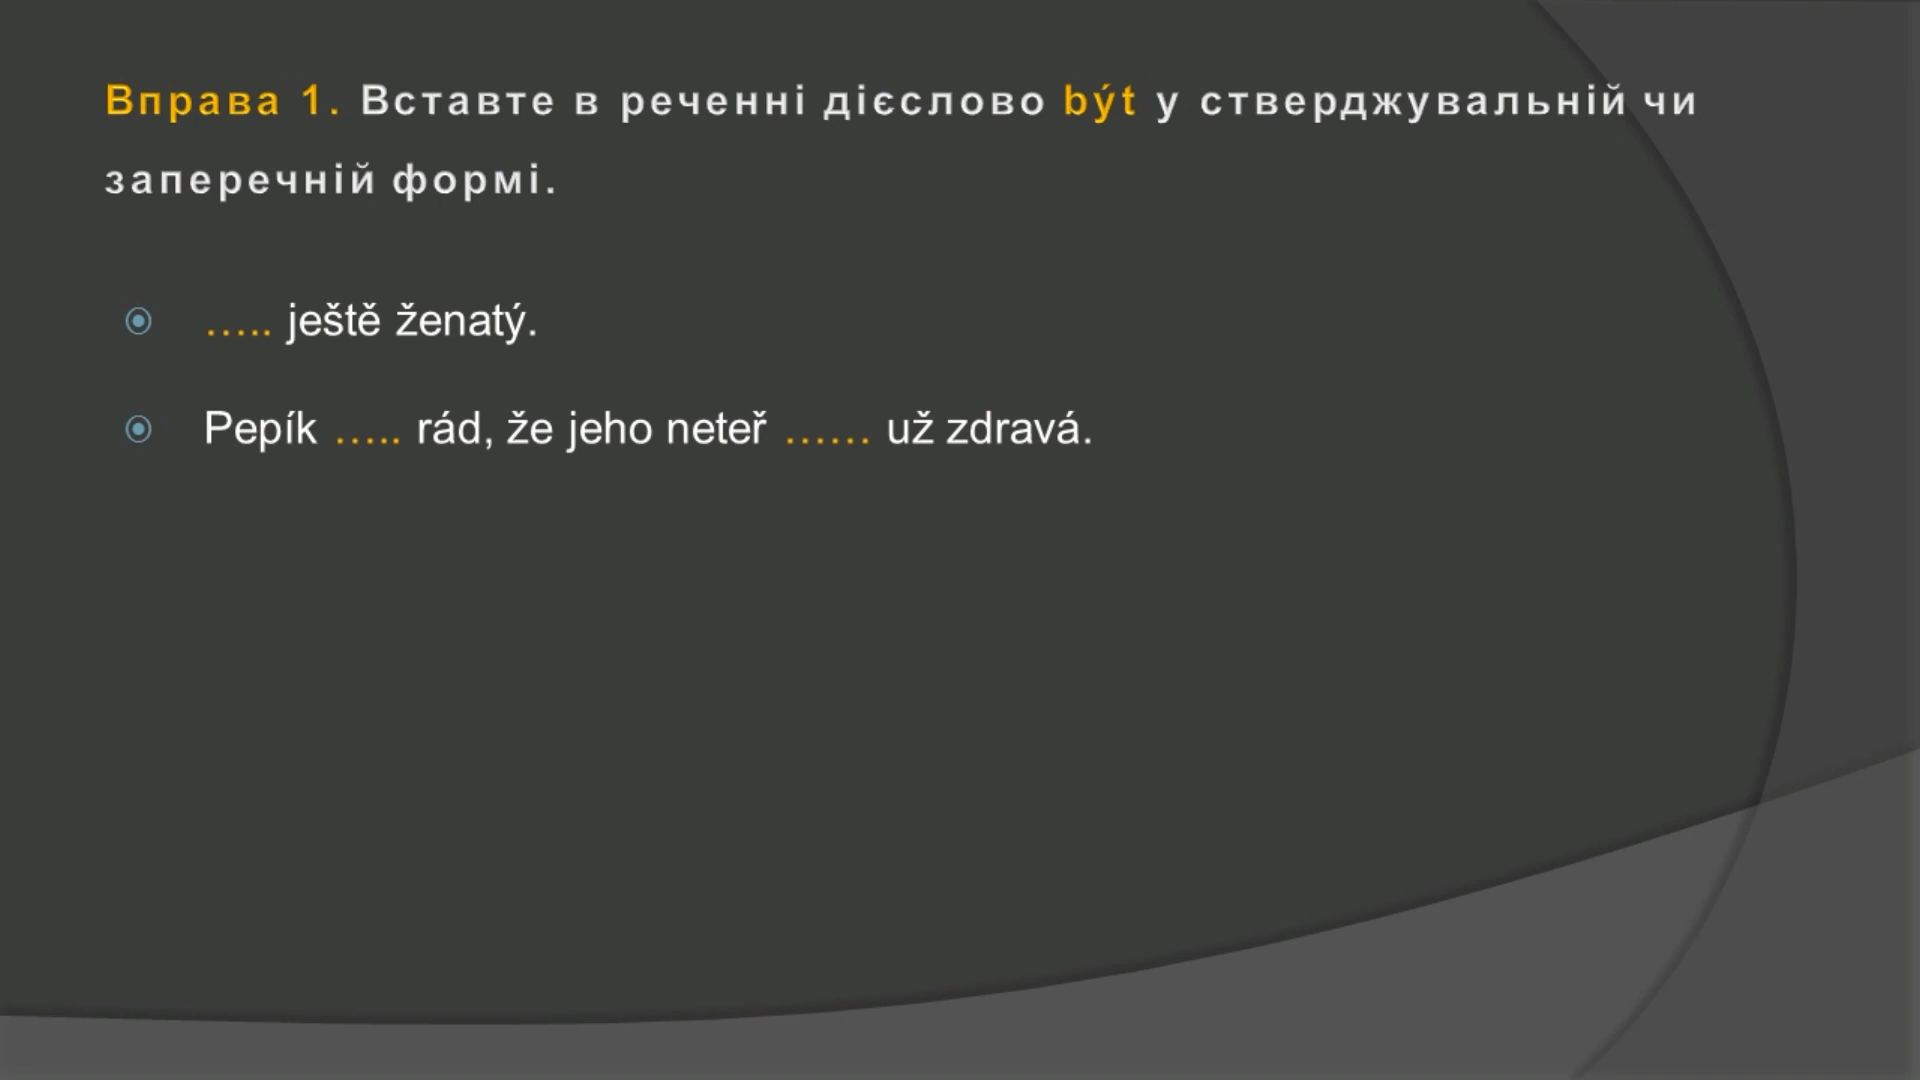 Вправа 1. Вставте в реченні дієслово být у стверджувальній чи
заперечній формі.
….. ještě ženatý.
Pepík ….. rád, že jeho neteř …… už zdravá.